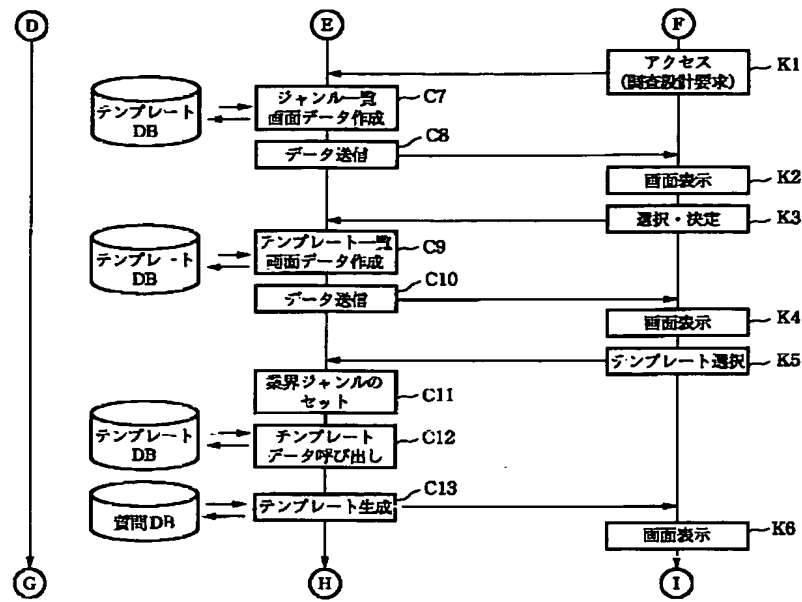 D
E
F
アクセス
(調査設計要求)
K1
テンプレート
DB
ジャンル一覧
画面データ作成
C7
データ送信
C8
画面表示
K2
選択・決定
K3
テンプレート
DB
テンプレート一覧
画面データ作成
C9
データ送信
C10
画面表示
K4
テンプレート選択
K5
業界ジャンルの
セット
C11
テンプレート
DB
テンプレート
データ呼び出し
C12
質問DB
テンプレート生成
C13
画面表示
K6
G
H
I